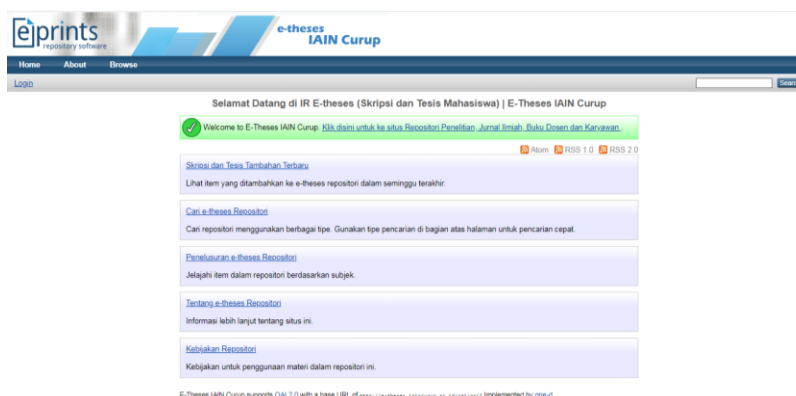 eprints
repository software
e-theses
IAIN Curup
Home About Browse
Login
Sear
Selamat Datang di IR E-theses (Skripsi dan Tesis Mahasiswa) | E-Theses IAIN Curup
Welcome to E-Theses IAIN Curup. Klik disini untuk ke situs Repositori Penelitian, Jurnal Ilmiah, Buku Dosen dan Karyawan .
Atom RSS 1.0 RSS 2.0
Skripsi dan Tesis Tambahan Terbaru
Lihat item yang ditambahkan ke e-theses repositori dalam seminggu terakhir.
Cari e-theses Repositori
Cari repositori menggunakan berbagai tipe. Gunakan tipe pencarian di bagian atas halaman untuk pencarian cepat.
Penelusuran e-theses Repositori
Jelajahi item dalam repositori berdasarkan subjek.
Tentang e-theses Repositori
Informasi lebih lanjut tentang situs ini.
Kebijakan Repositori
Kebijakan untuk penggunaan materi dalam repositori ini.
E-Theses IAIN Curup supports OAI 2.0 with a base URL of Implemented by